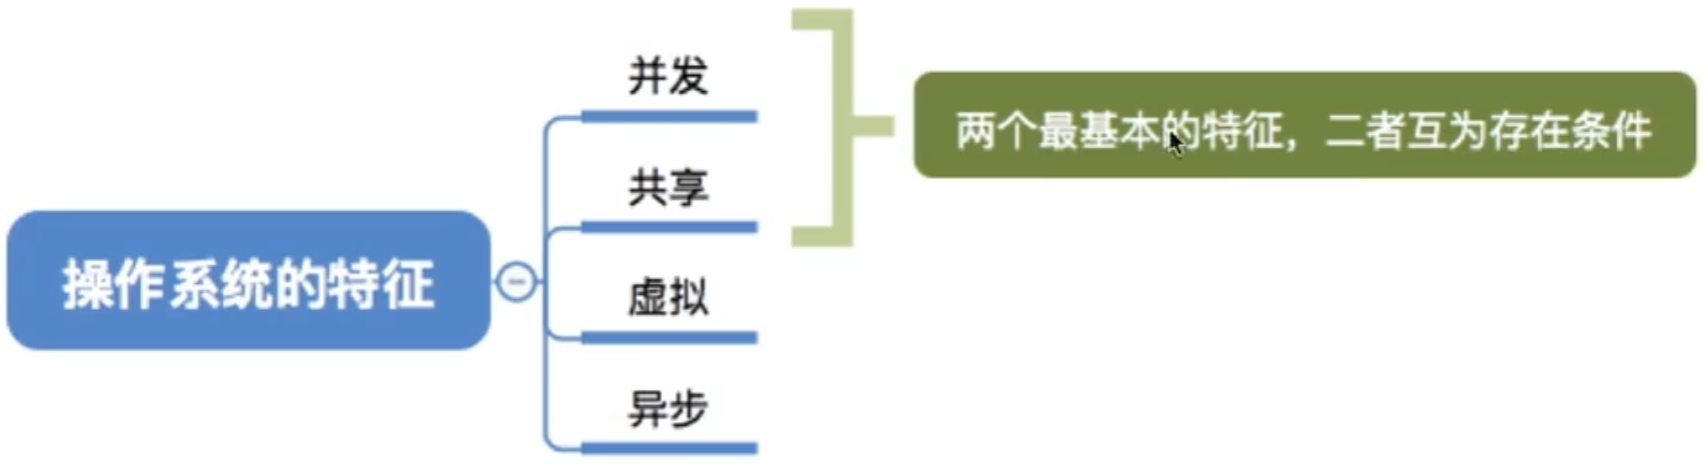 操作系统的特征
并发
共享
虚拟
异步
两个最基本的特征，二者互为存在条件